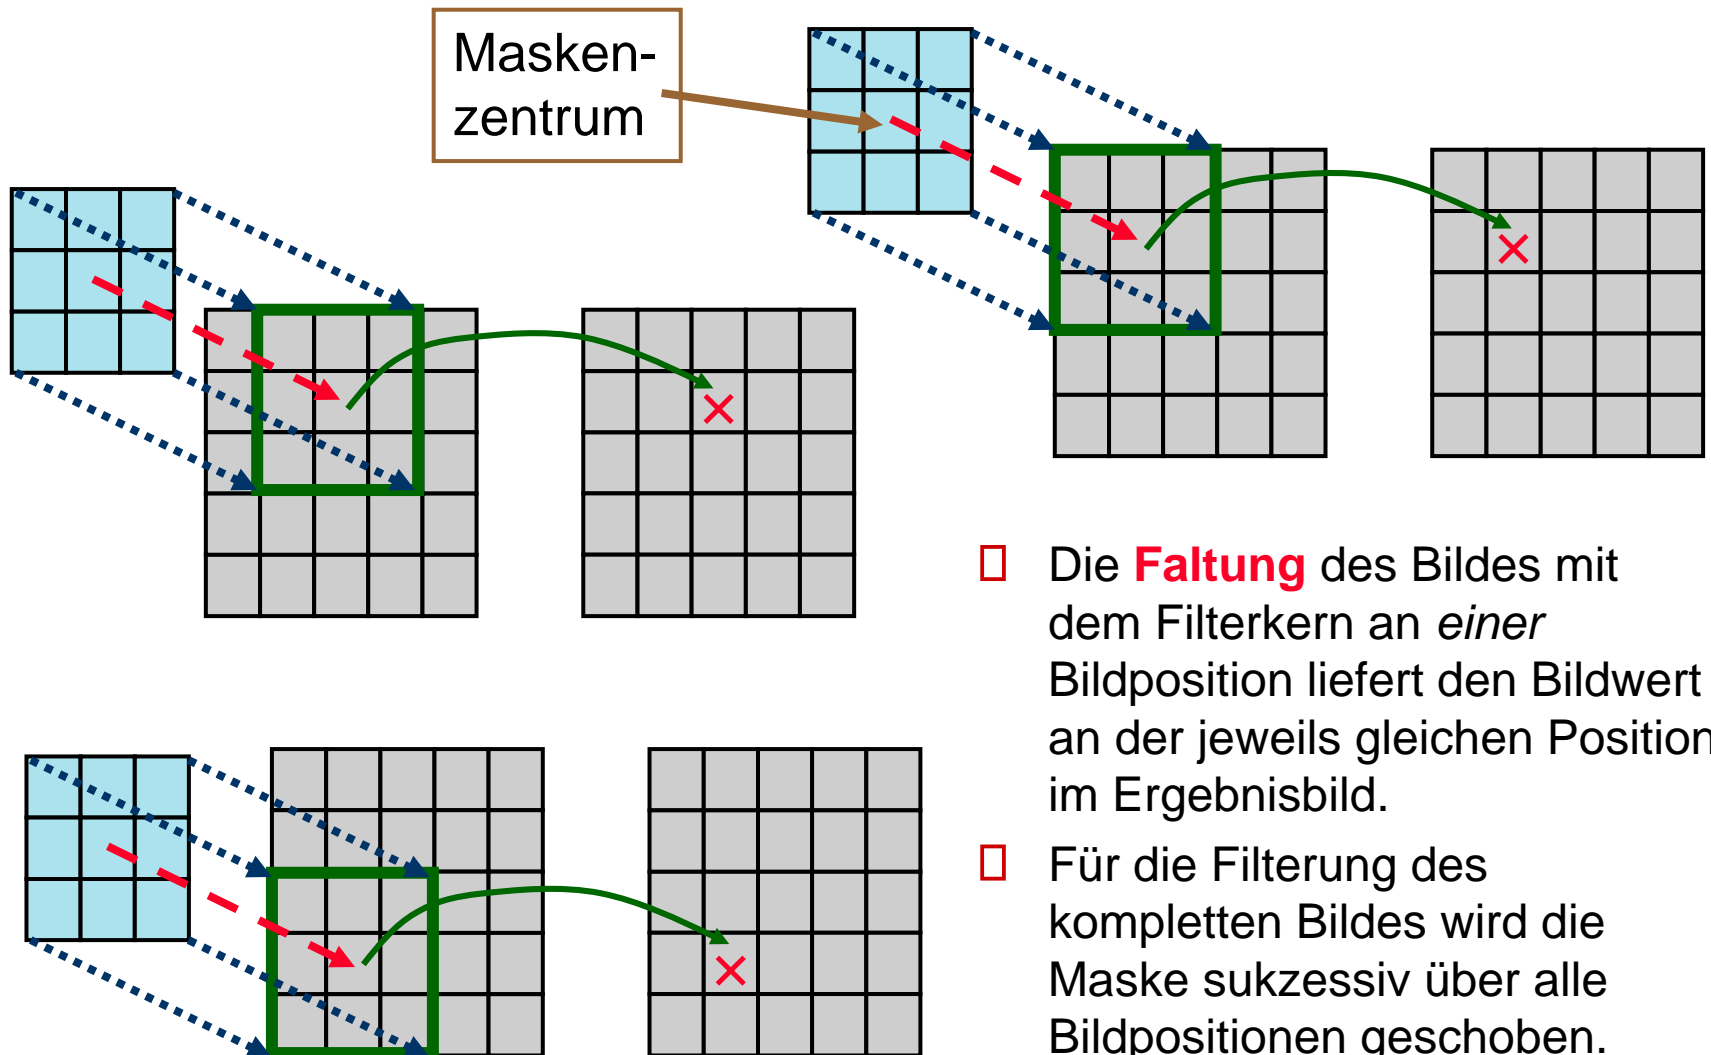 Masken-
zentrum
Die Faltung des Bildes mit
dem Filterkern an einer
Bildposition liefert den Bildwert
an der jeweils gleichen Position
im Ergebnisbild.
Für die Filterung des
kompletten Bildes wird die
Maske sukzessiv über alle
Bildpositionen geschoben.